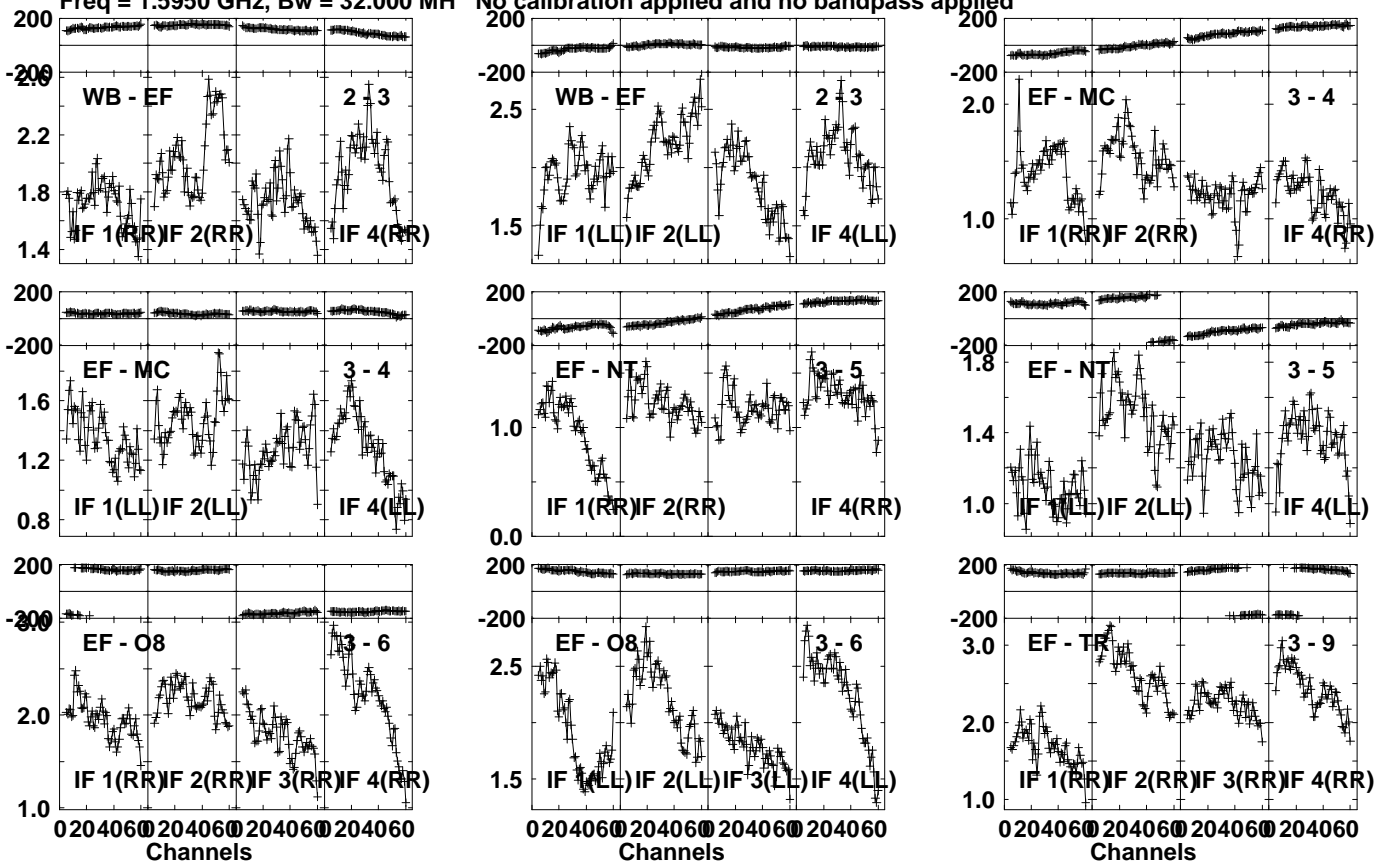 Freq = 1.5950 GHz, Bw = 32.000 MH No calibration applied and no bandpass applied
200 200 200
-200 -200 -200
2.6
WB - EF 2 - 3 WB - EF 2 - 3 EF - MC 3 - 4
2.5 2.0
2.2
1.8
1.5 1.0
IF 1(RR) IF 2(RR) IF 4(RR) IF 1(LL) IF 2(LL) IF 4(LL) IF 1(RR) IF 2(RR) IF 4(RR)
1.4
200 200 200
-200 -200 -200
EF - MC 3 - 4 EF - NT 3 - 5 EF - NT 3 - 5
1.8
1.6 1.0 1.4
1.2
1.0
IF 1(LL) IF 2(LL) IF 4(LL) IF 1(RR) IF 2(RR) IF 4(RR) IF 1(LL) IF 2(LL) IF 4(LL)
0.8
0.0
200 200 200
-200 -200 -200
3.0
EF - O8 3 - 6 EF - O8 3 - 6 EF - TR 3 - 9
2.5 3.0
2.0 2.0
1.5
IF 1(RR) IF 2(RR) IF 3(RR) IF 4(RR) IF 1(LL) IF 2(LL) IF 3(LL) IF 4(LL) IF 1(RR) IF 2(RR) IF 3(RR) IF 4(RR)
1.0 1.0
0 20 40 60 0 20 40 60 0 20 40 60 0 20 40 60 0 20 40 60 0 20 40 60 0 20 40 60 0 20 40 60 0 20 40 60 0 20 40 60 0 20 40 60 0 20 40 60
Channels Channels Channels